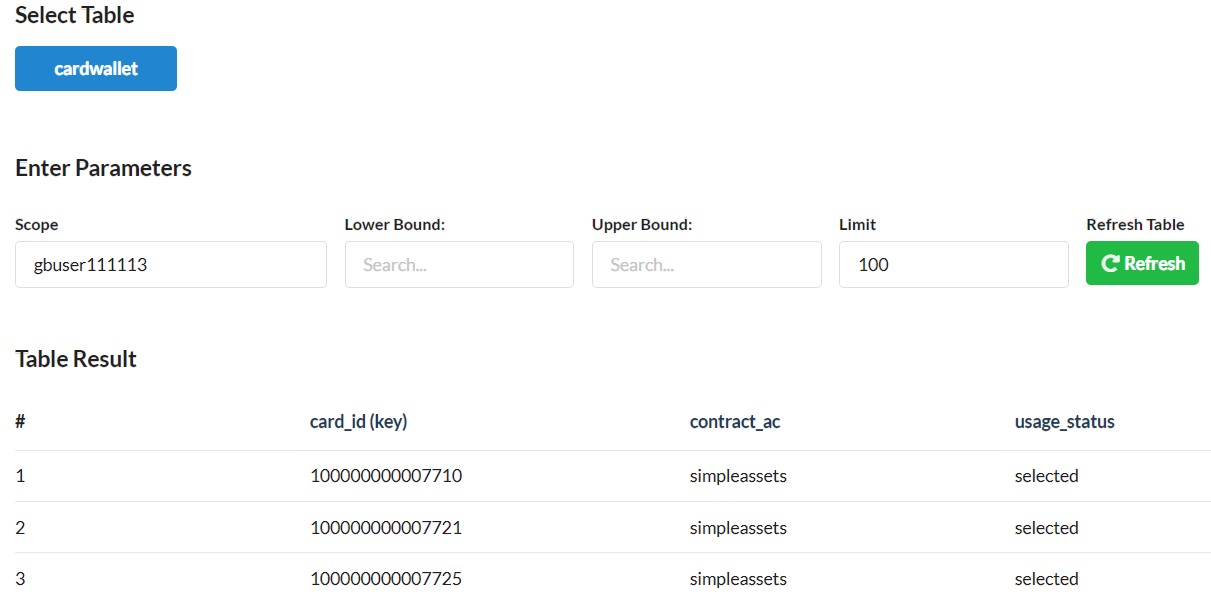 Select Table
cardwallet
Enter Parameters
Scope Lower Bound: Upper Bound: Limit Refresh Table
gbuser111113 Search... Search... 100 Refresh
Table Result
# card_id (key) contract_ac usage_status
1 100000000007710 simpleassets selected
2 100000000007721 simpleassets selected
3 100000000007725 simpleassets selected